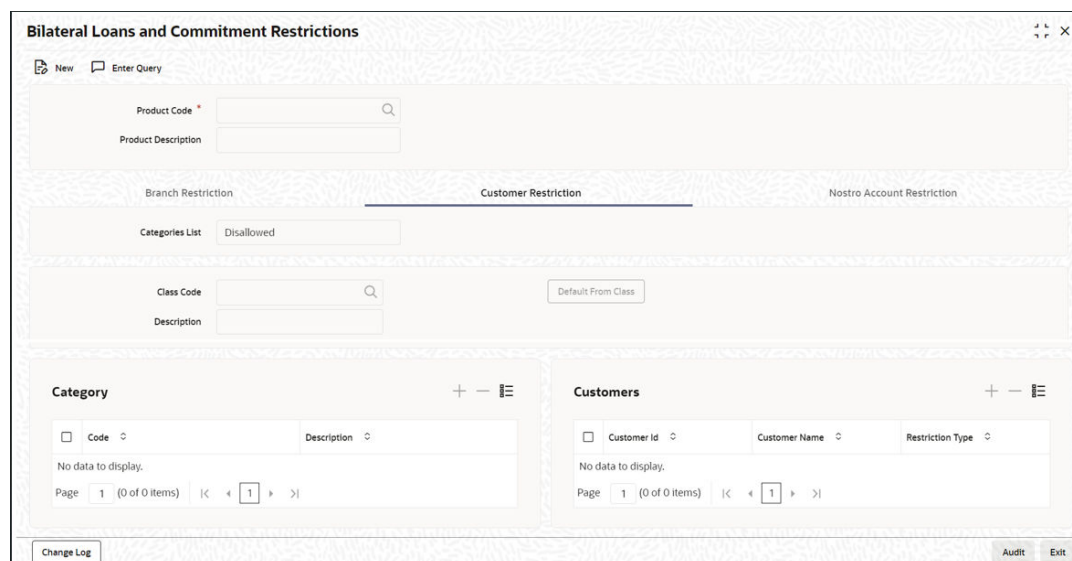 Bilateral Loans and Commitment Restrictions
New Enter Query
Product Code *
Product Description
Branch Restriction Customer Restriction Nostro Account Restriction
Categories List Disallowed
Class Code Default From Class
Description
Category Customers
Code Description Customer Id Customer Name Restriction Type
No data to display. No data to display.
Page 1 (0 of 0 items) 1 Page 1 (0 of 0 items) 1
Change Log Audit Exit